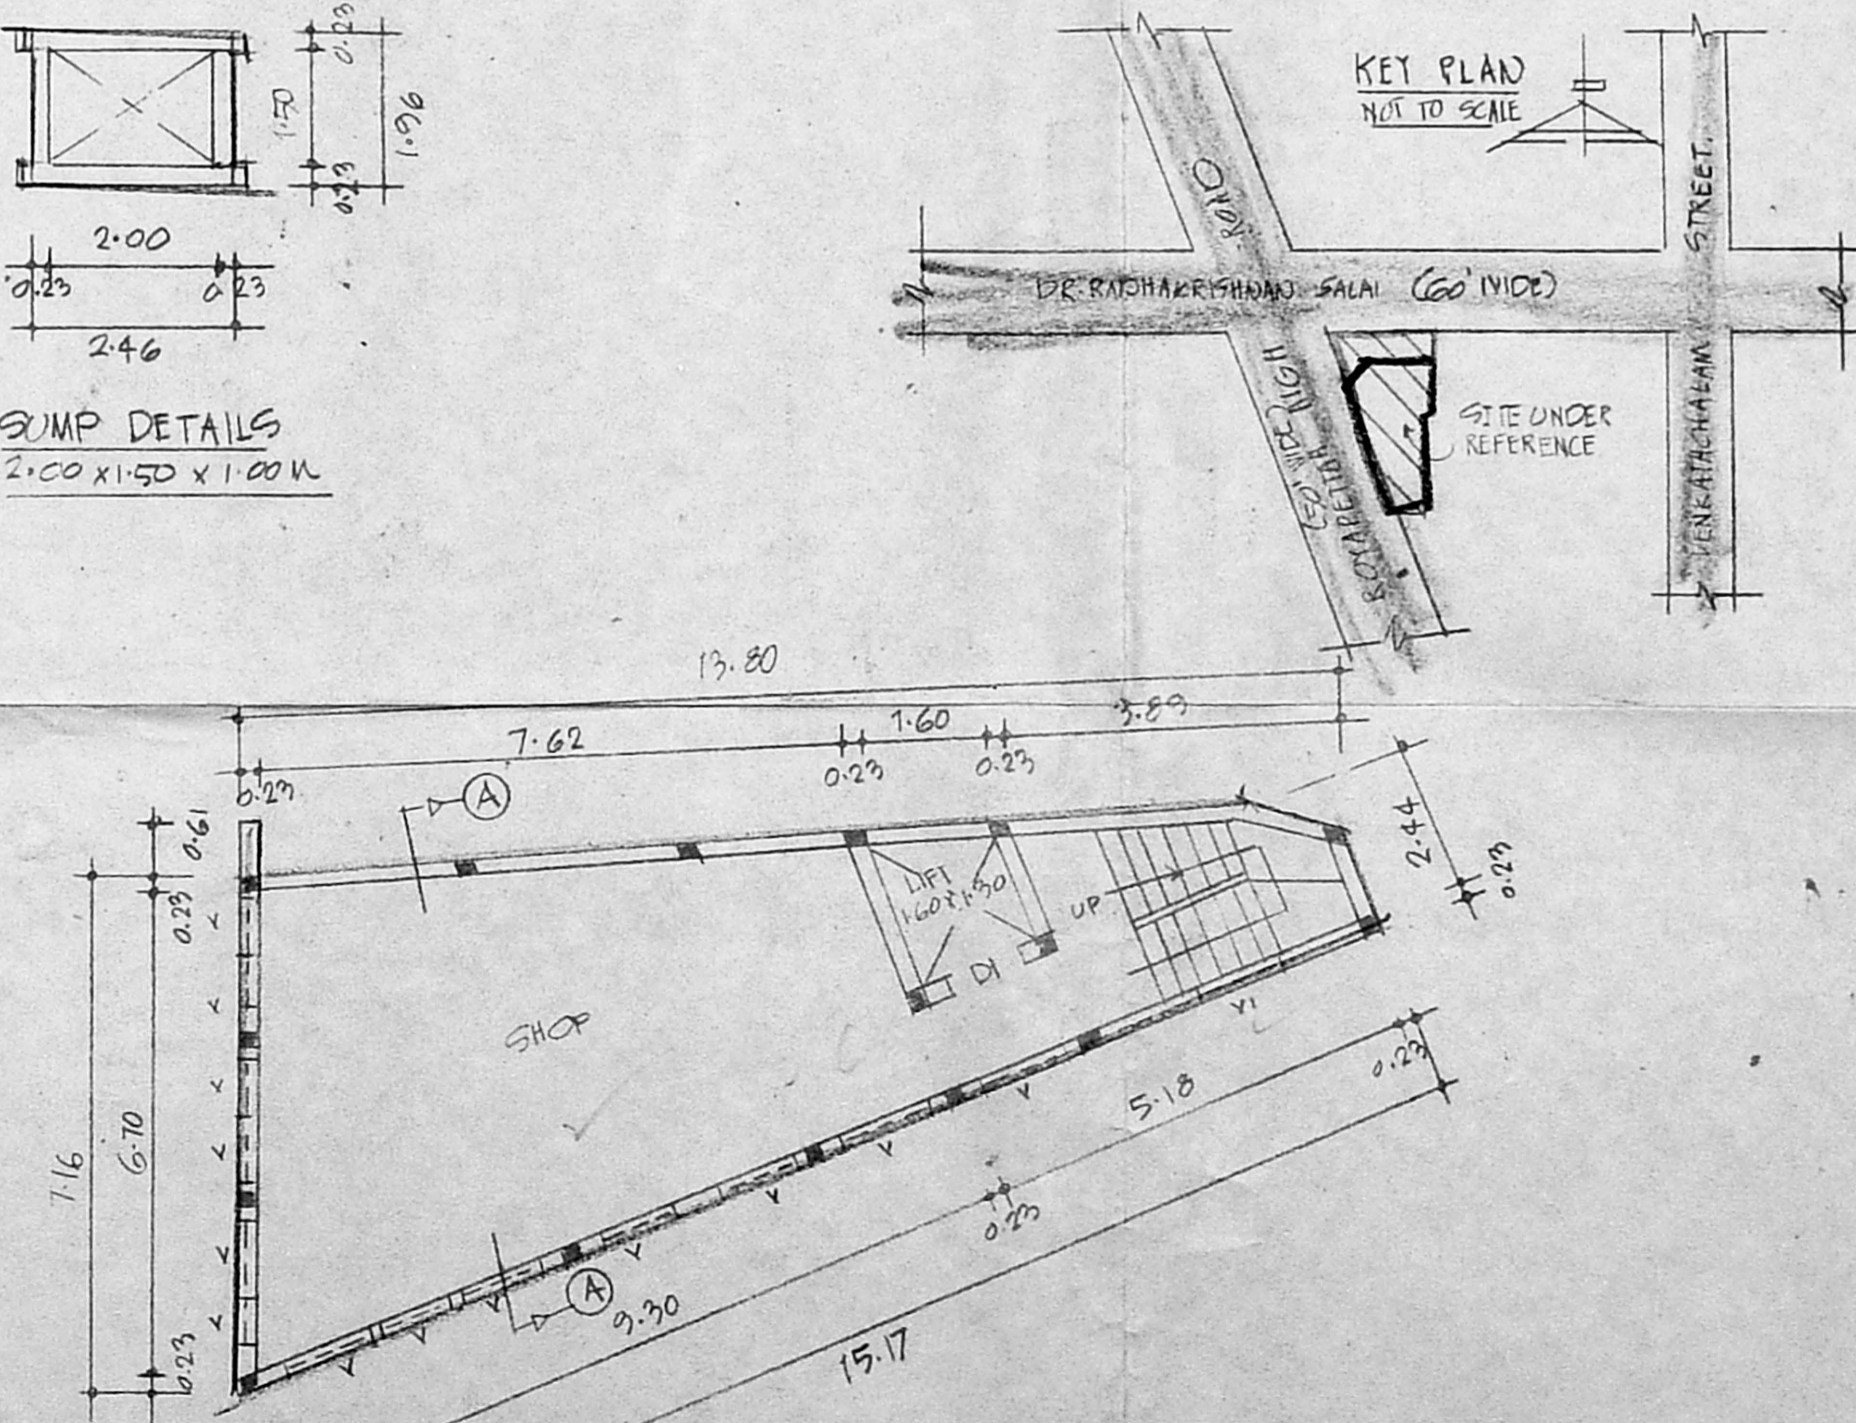 0.23
1.50
1.96
0.23
2.00
0.23
0.23
2.46
SUMP DETAILS
2.00 x 1.50 x 1.00 M
KEY PLAN
NOT TO SCALE
ROAD
STREET.
DR. RADHAKRISHNAN SALAI (60' WIDE)
HIGH
(50' WIDE)
ROYAPETTAH
SITE UNDER
REFERENCE
VENKATACHALAM
13.80
7.62
1.60
3.89
0.23
0.23
0.23
A
0.61
0.23
2.44
0.23
LIFT
1.60 x 1.30
UP
D1
SHOP
V1
V
V
V
V
V
V
V
V
V
V
V
V
V
7.16
6.70
0.23
5.18
0.23
0.23
A
9.30
15.17